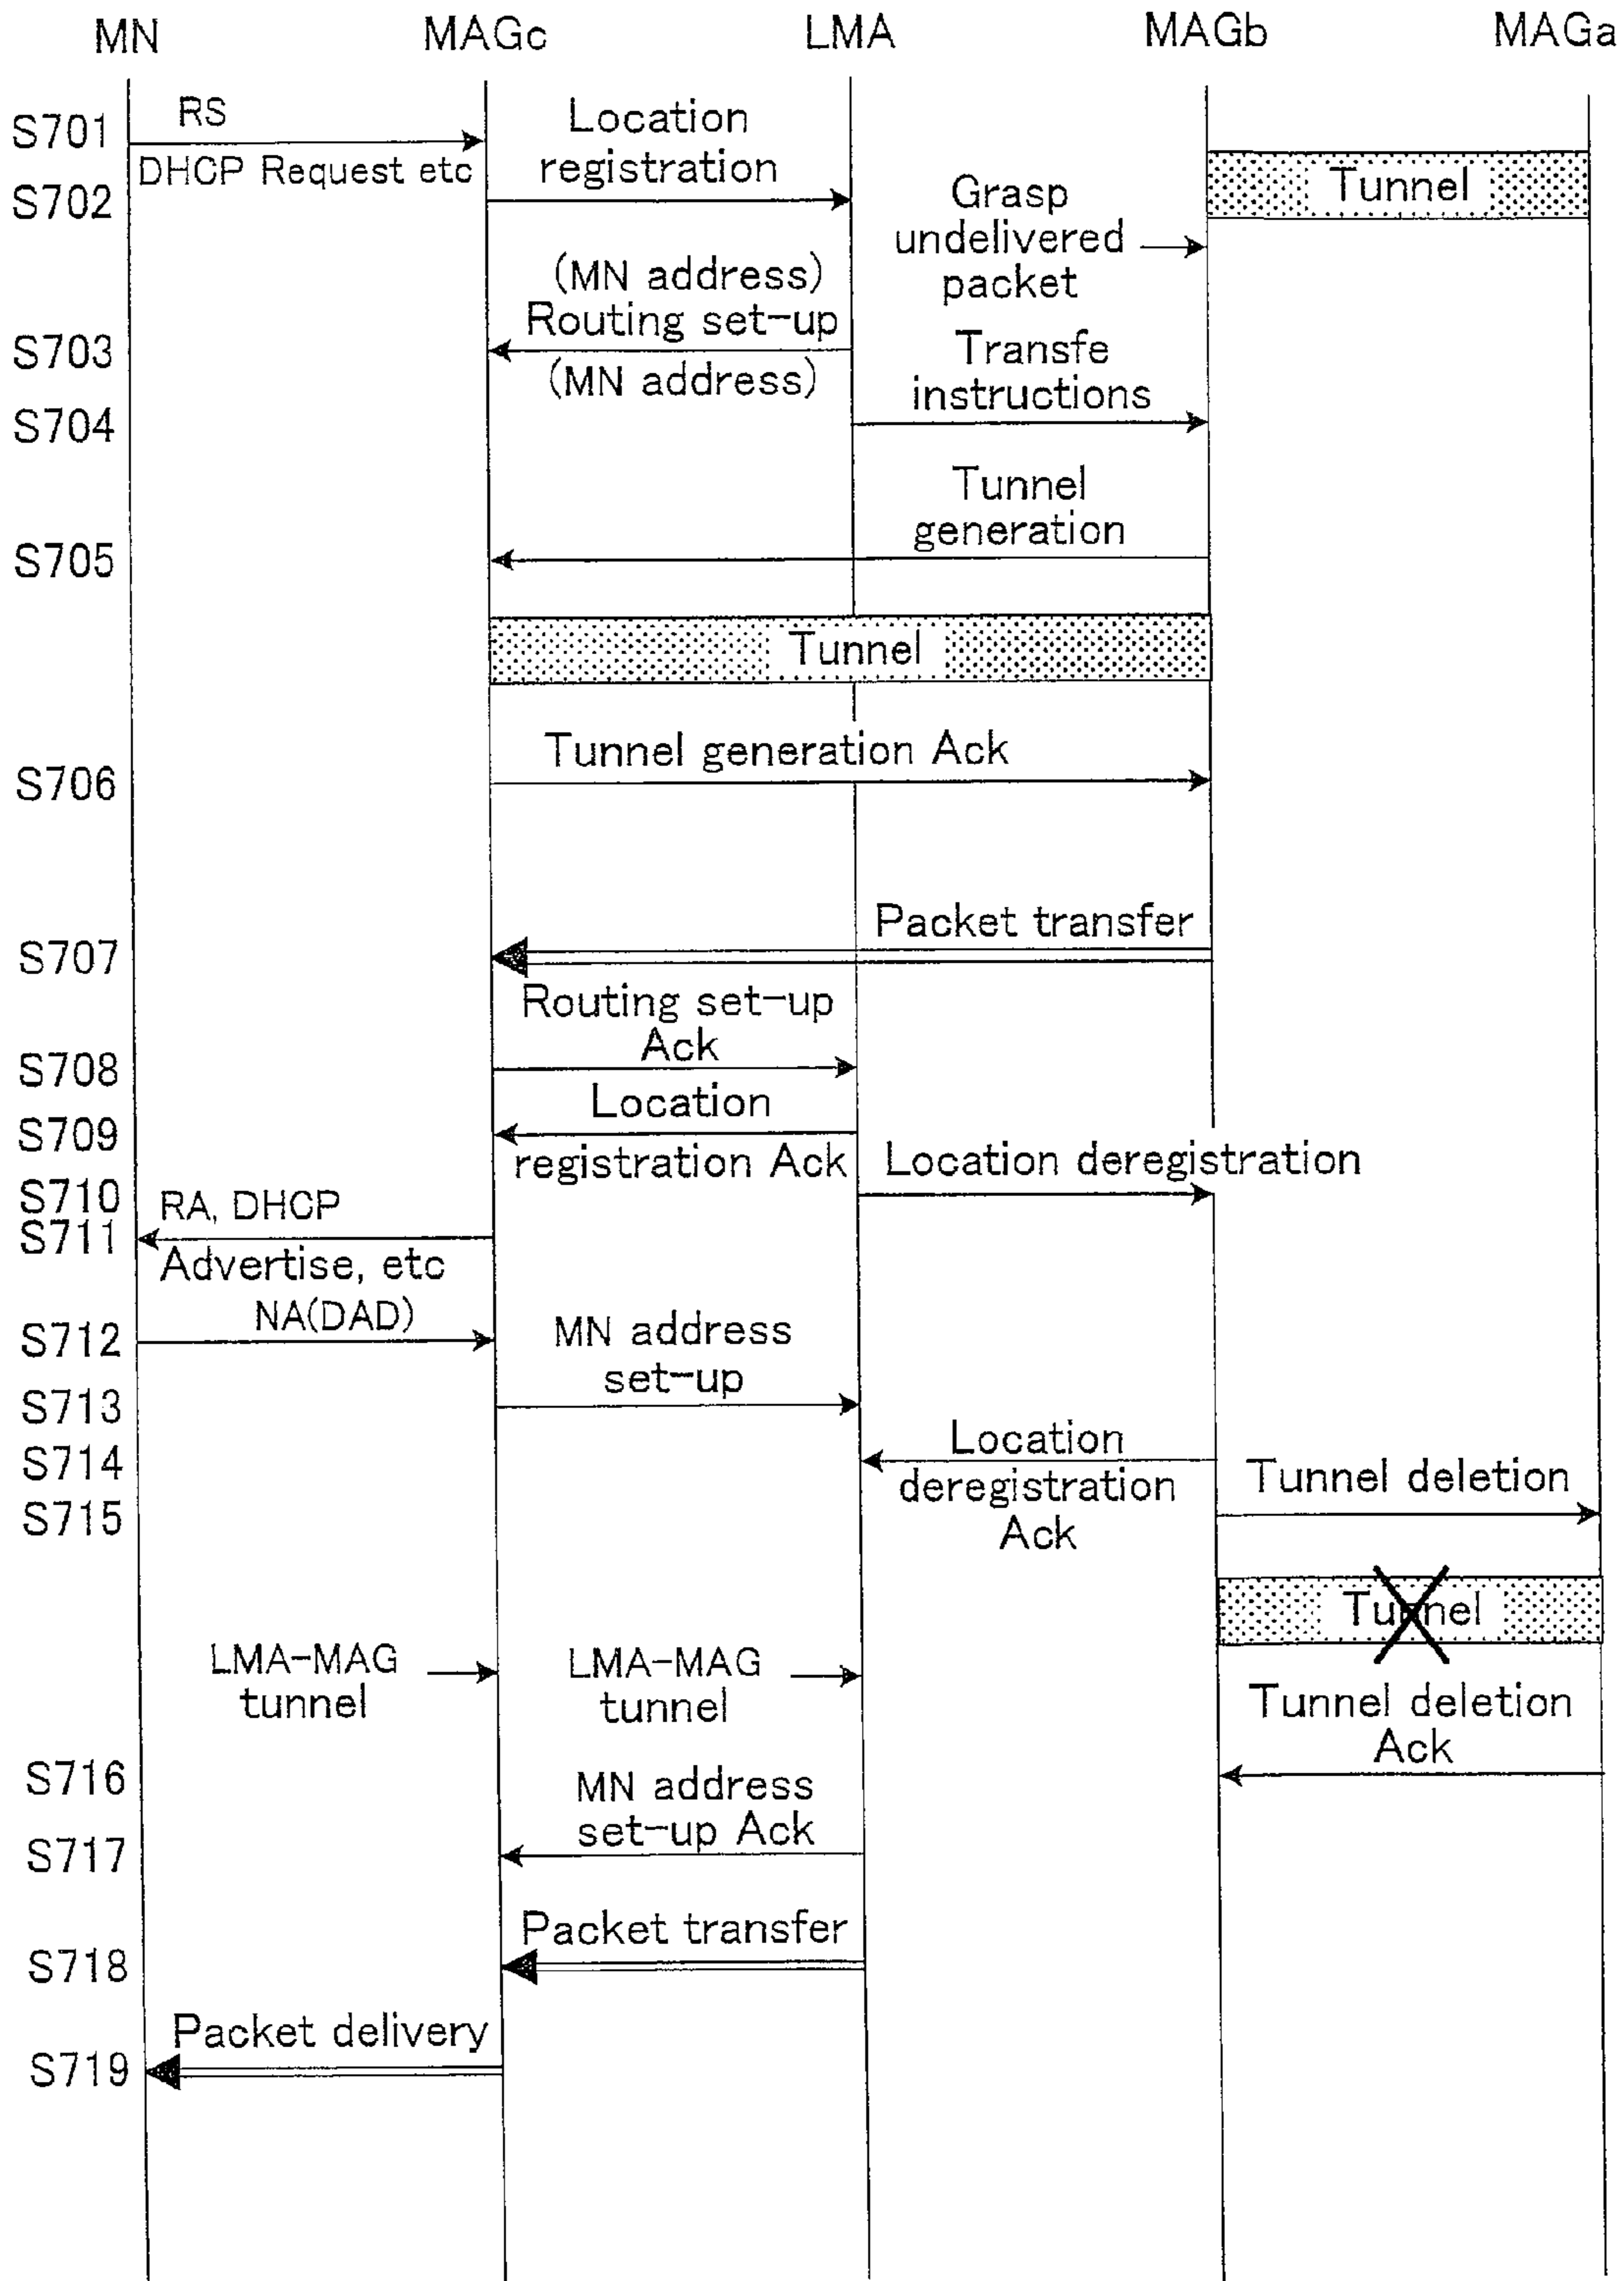 MN MAGc LMA MAGb MAGa
S701 RS
DHCP Request etc
Location
registration
S702
Tunnel
Grasp
undelivered
packet
(MN address)
Routing set-up
S703
(MN address)
Transfe
instructions
S704
Tunnel
generation
S705
Tunnel
Tunnel generation Ack
S706
Packet transfer
S707
Routing set-up
Ack
S708
Location
S709
registration Ack
Location deregistration
S710
RA, DHCP
S711
Advertise, etc
NA(DAD)
S712
MN address
set-up
S713
Location
S714
deregistration
Ack
Tunnel deletion
S715
Tunnel
LMA-MAG
tunnel
LMA-MAG
tunnel
Tunnel deletion
Ack
S716
MN address
set-up Ack
S717
Packet transfer
S718
Packet delivery
S719